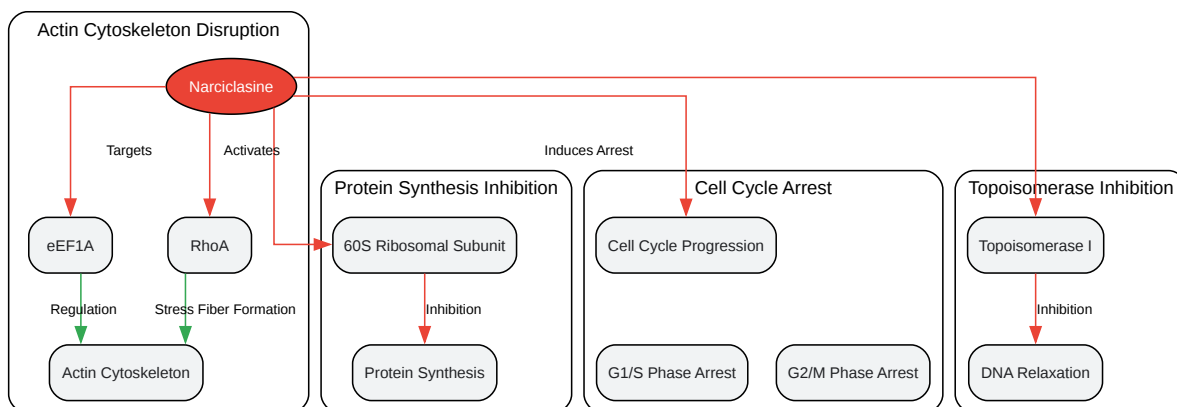 Actin Cytoskeleton Disruption
Narciclasine
Targets
Activates
Induces Arrest
Protein Synthesis Inhibition
Cell Cycle Arrest
Topoisomerase Inhibition
eEF1A
RhoA
60S Ribosomal Subunit
Cell Cycle Progression
Topoisomerase I
Regulation
Stress Fiber Formation
Inhibition
Inhibition
Actin Cytoskeleton
Protein Synthesis
G1/S Phase Arrest
G2/M Phase Arrest
DNA Relaxation